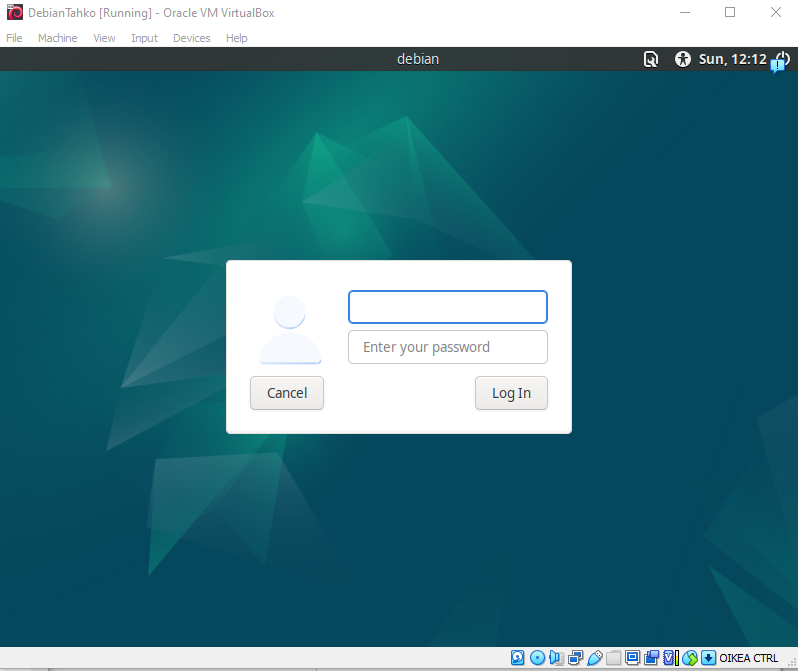 DebianTahko [Running] - Oracle VM VirtualBox
File Machine View Input Devices Help
debian Sun, 12:12
Enter your password
Cancel Log In
OIKEA CTRL